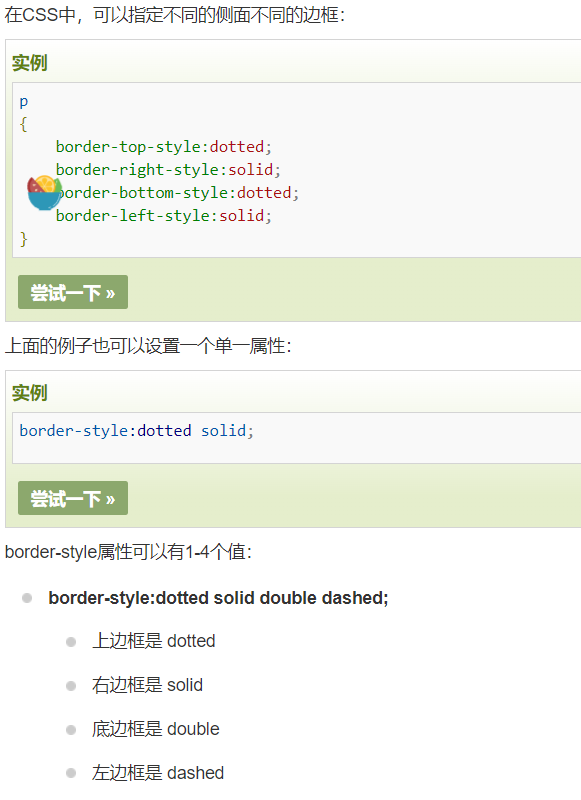 在CSS中，可以指定不同的侧面不同的边框：
实例
p
{
border-top-style:dotted;
border-right-style:solid;
border-bottom-style:dotted;
border-left-style:solid;
}
尝试一下 »
上面的例子也可以设置一个单一属性：
实例
border-style:dotted solid;
尝试一下 »
border-style属性可以有1-4个值：
border-style:dotted solid double dashed;
上边框是 dotted
右边框是 solid
底边框是 double
左边框是 dashed